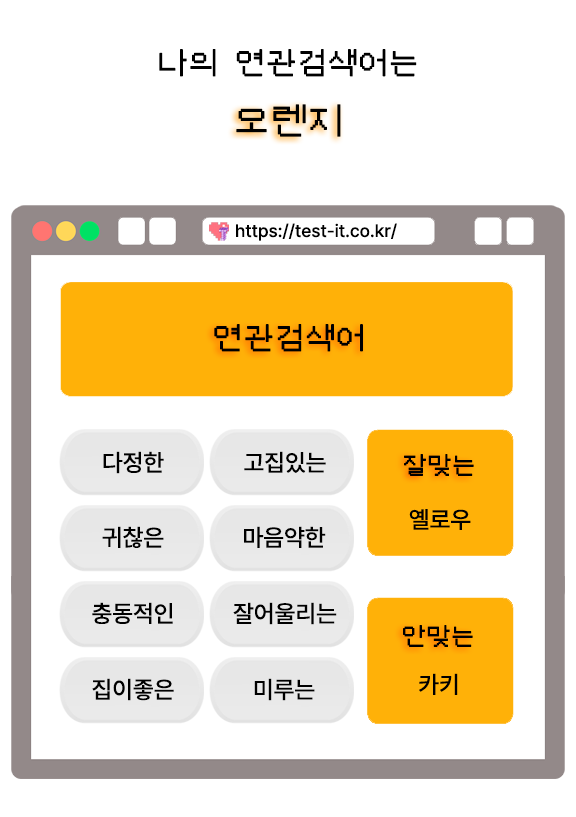 나의 연관검색어는
오렌지
https://test-it.co.kr/
연관검색어
다정한
고집있는
귀찮은
마음약한
충동적인
잘어울리는
집이좋은
미루는
잘맞는
옐로우
안맞는
카키